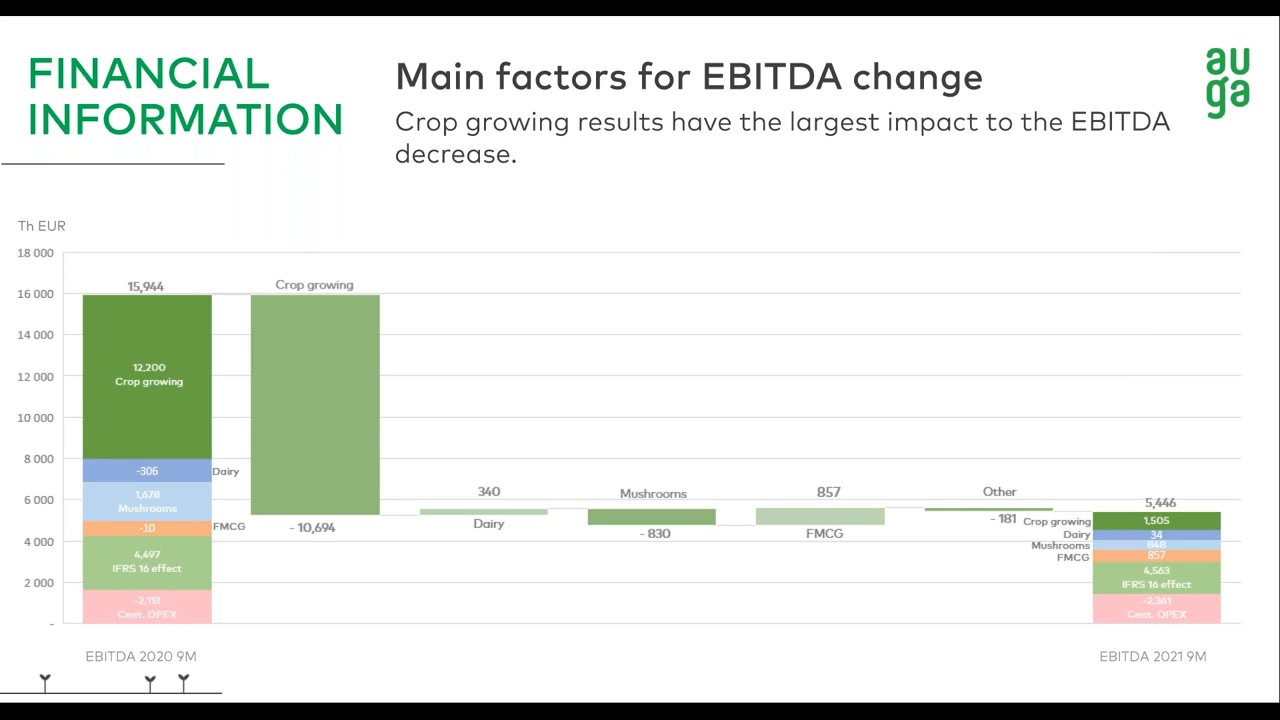 FINANCIAL
INFORMATION
Main factors for EBITDA change
Crop growing results have the largest impact to the EBITDA
decrease.
au
ga
Th EUR
18 000
16 000
14 000
12 000
10 000
8 000
6 000
4 000
2 000
-
15,944
12,200
Crop growing
-306
Dairy
1,678
Mushrooms
-10
FMCG
4,497
IFRS 16 effect
-2,113
Cent. OPEX
EBITDA 2020 9M
Crop growing
- 10,694
340
Dairy
Mushrooms
- 830
857
FMCG
Other
- 181
5,446
Crop growing
1,505
Dairy
34
Mushrooms
848
FMCG
857
4,563
IFRS 16 effect
-2,361
Cent. OPEX
EBITDA 2021 9M